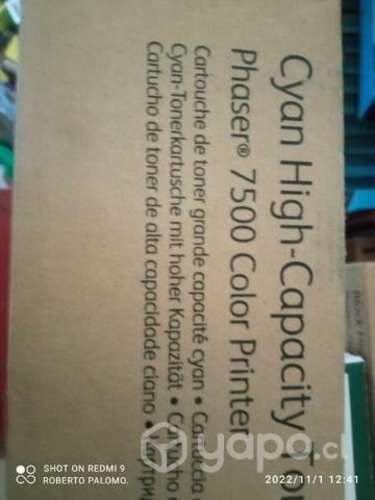 Cyan High-Capacity To
Phaser® 7500 Color Printer
Cartouche de toner grande capacité cyan •
Cyan-Tonerkartusche mit hoher Kapazität •
Cartucho de toner de alta capacidade ciano •
yapo.cl
SHOT ON REDMI 9
ROBERTO PALOMO.
2022/11/1 12:41